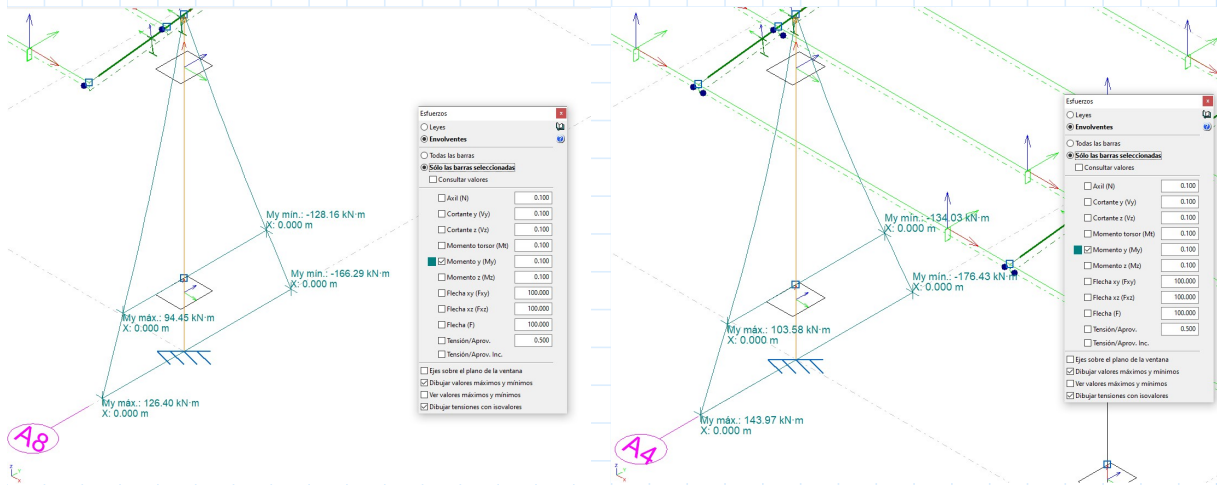 My mín.: -128.16 kN·m
X: 0.000 m
My mín.: -166.29 kN·m
X: 0.000 m
My máx.: 94.45 kN·m
X: 0.000 m
My máx.: 126.40 kN·m
X: 0.000 m
A8
Esfuerzos
Leyes
Envolventes
Todas las barras
Sólo las barras seleccionadas
Consultar valores
Axil (N) 0.100
Cortante y (Vy) 0.100
Cortante z (Vz) 0.100
Momento torsor (Mt) 0.100
Momento y (My) 0.100
Momento z (Mz) 0.100
Flecha xy (Fxy) 100.000
Flecha xz (Fxz) 100.000
Flecha (F) 100.000
Tensión/Aprov. 0.500
Tensión/Aprov. Inc.
Ejes sobre el plano de la ventana
Dibujar valores máximos y mínimos
Ver valores máximos y mínimos
Dibujar tensiones con isovalores
My mín.: -134.03 kN·m
X: 0.000 m
My mín.: -176.43 kN·m
X: 0.000 m
My máx.: 103.58 kN·m
X: 0.000 m
My máx.: 143.97 kN·m
X: 0.000 m
A4
Esfuerzos
Leyes
Envolventes
Todas las barras
Sólo las barras seleccionadas
Consultar valores
Axil (N) 0.100
Cortante y (Vy) 0.100
Cortante z (Vz) 0.100
Momento torsor (Mt) 0.100
Momento y (My) 0.100
Momento z (Mz) 0.100
Flecha xy (Fxy) 100.000
Flecha xz (Fxz) 100.000
Flecha (F) 100.000
Tensión/Aprov. 0.500
Tensión/Aprov. Inc.
Ejes sobre el plano de la ventana
Dibujar valores máximos y mínimos
Ver valores máximos y mínimos
Dibujar tensiones con isovalores